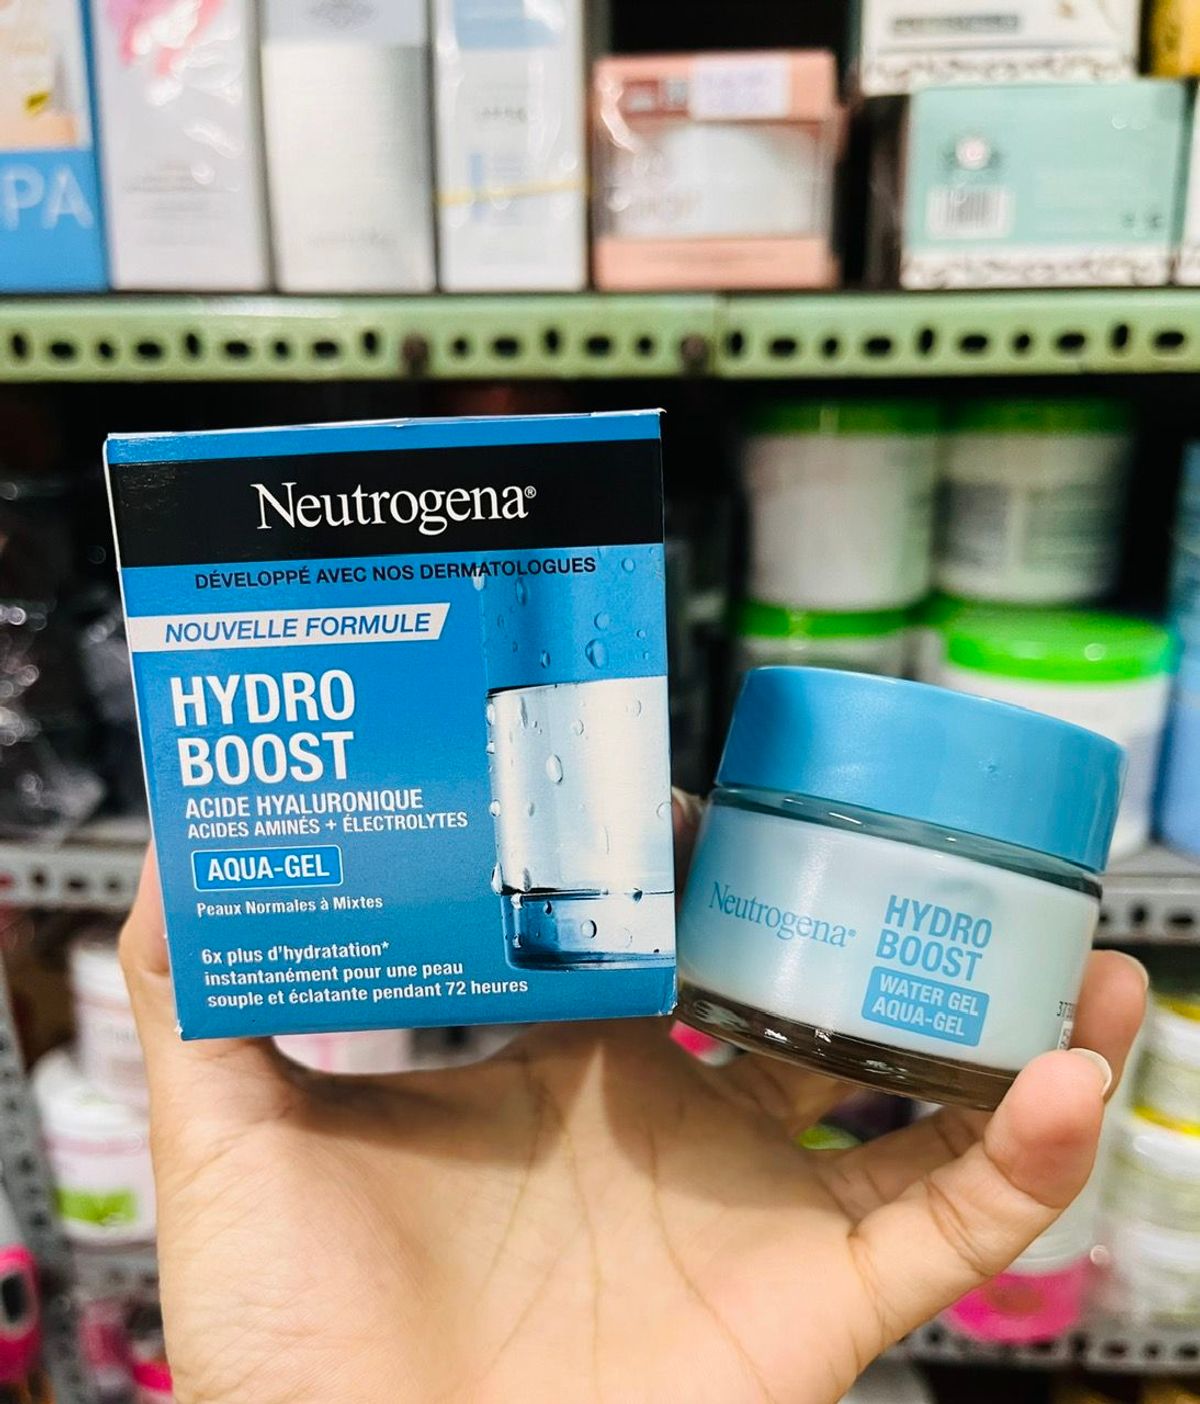 PA
Neutrogena®
DÉVELOPPÉ AVEC NOS DERMATOLOGUES
NOUVELLE FORMULE
HYDRO
BOOST
ACIDE HYALURONIQUE
ACIDES AMINÉS + ÉLECTROLYTES
AQUA-GEL
Peaux Normales à Mixtes
6x plus d'hydratation*
instantanément pour une peau
souple et éclatante pendant 72 heures
Neutrogena®
HYDRO
BOOST
WATER GEL
AQUA-GEL